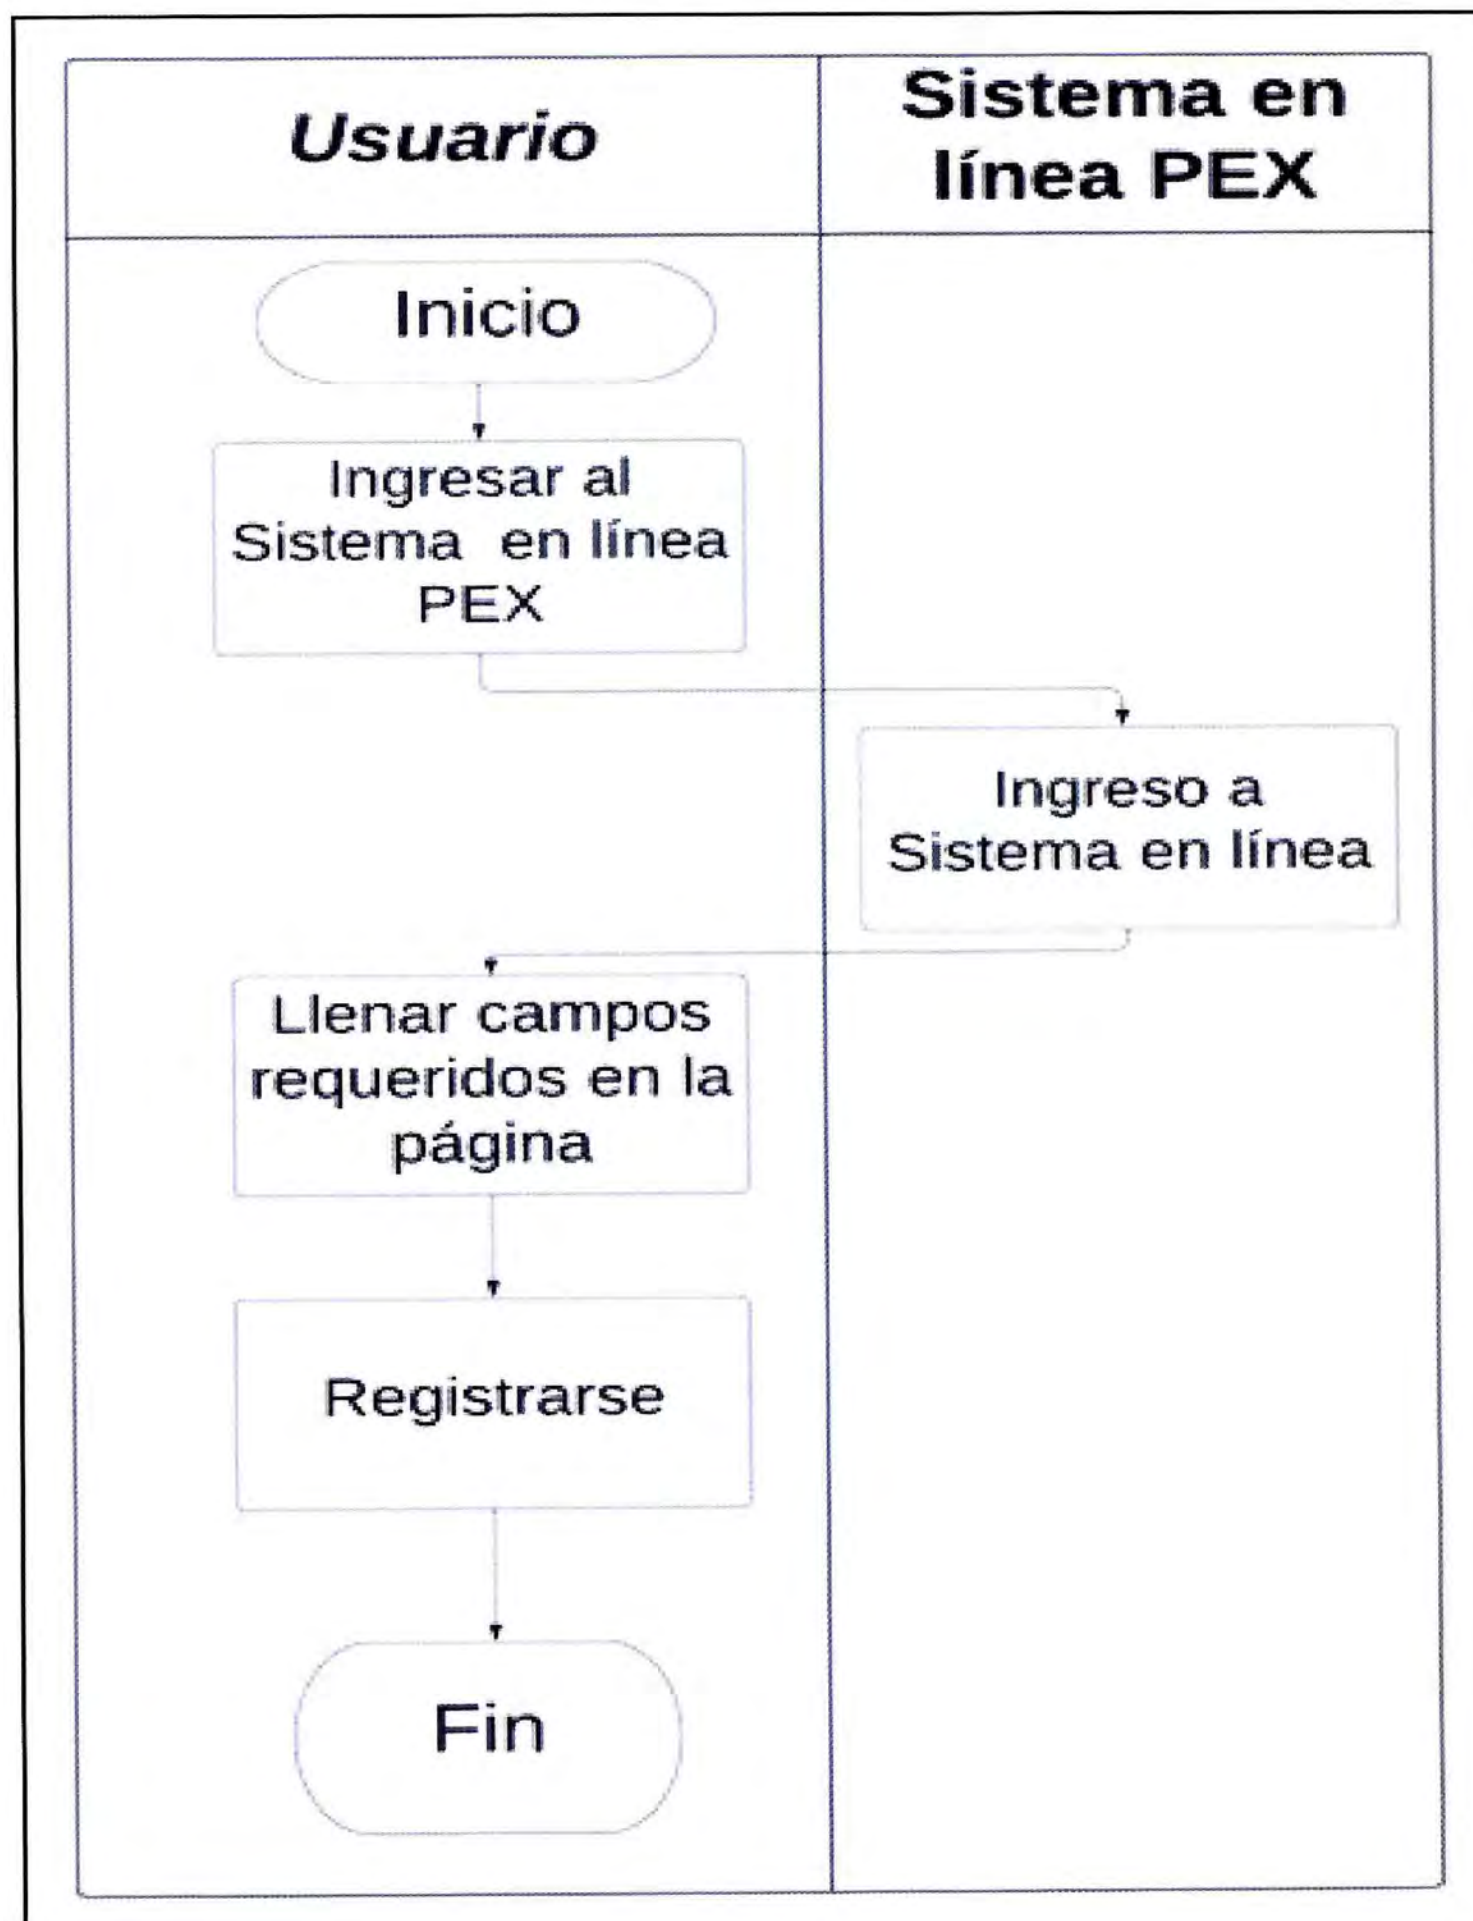 Usuario
Sistema en
línea PEX
Inicio
Ingresar al
Sistema en línea
PEX
Ingreso a
Sistema en línea
Llenar campos
requeridos en la
página
Registrarse
Fin